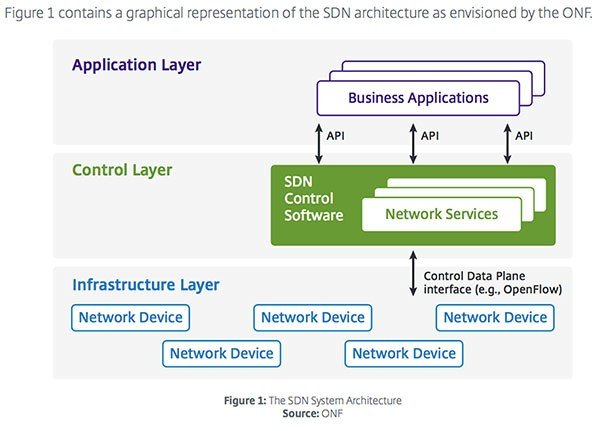 Figure 1 contains a graphical representation of the SDN architecture as envisioned by the ONF.
Application Layer
Business Applications
API
API
API
Control Layer
SDN
Control
Software
Network Services
Control Data Plane
interface (e.g., OpenFlow)
Infrastructure Layer
Network Device
Network Device
Network Device
Network Device
Network Device
Figure 1: The SDN System Architecture
Source: ONF